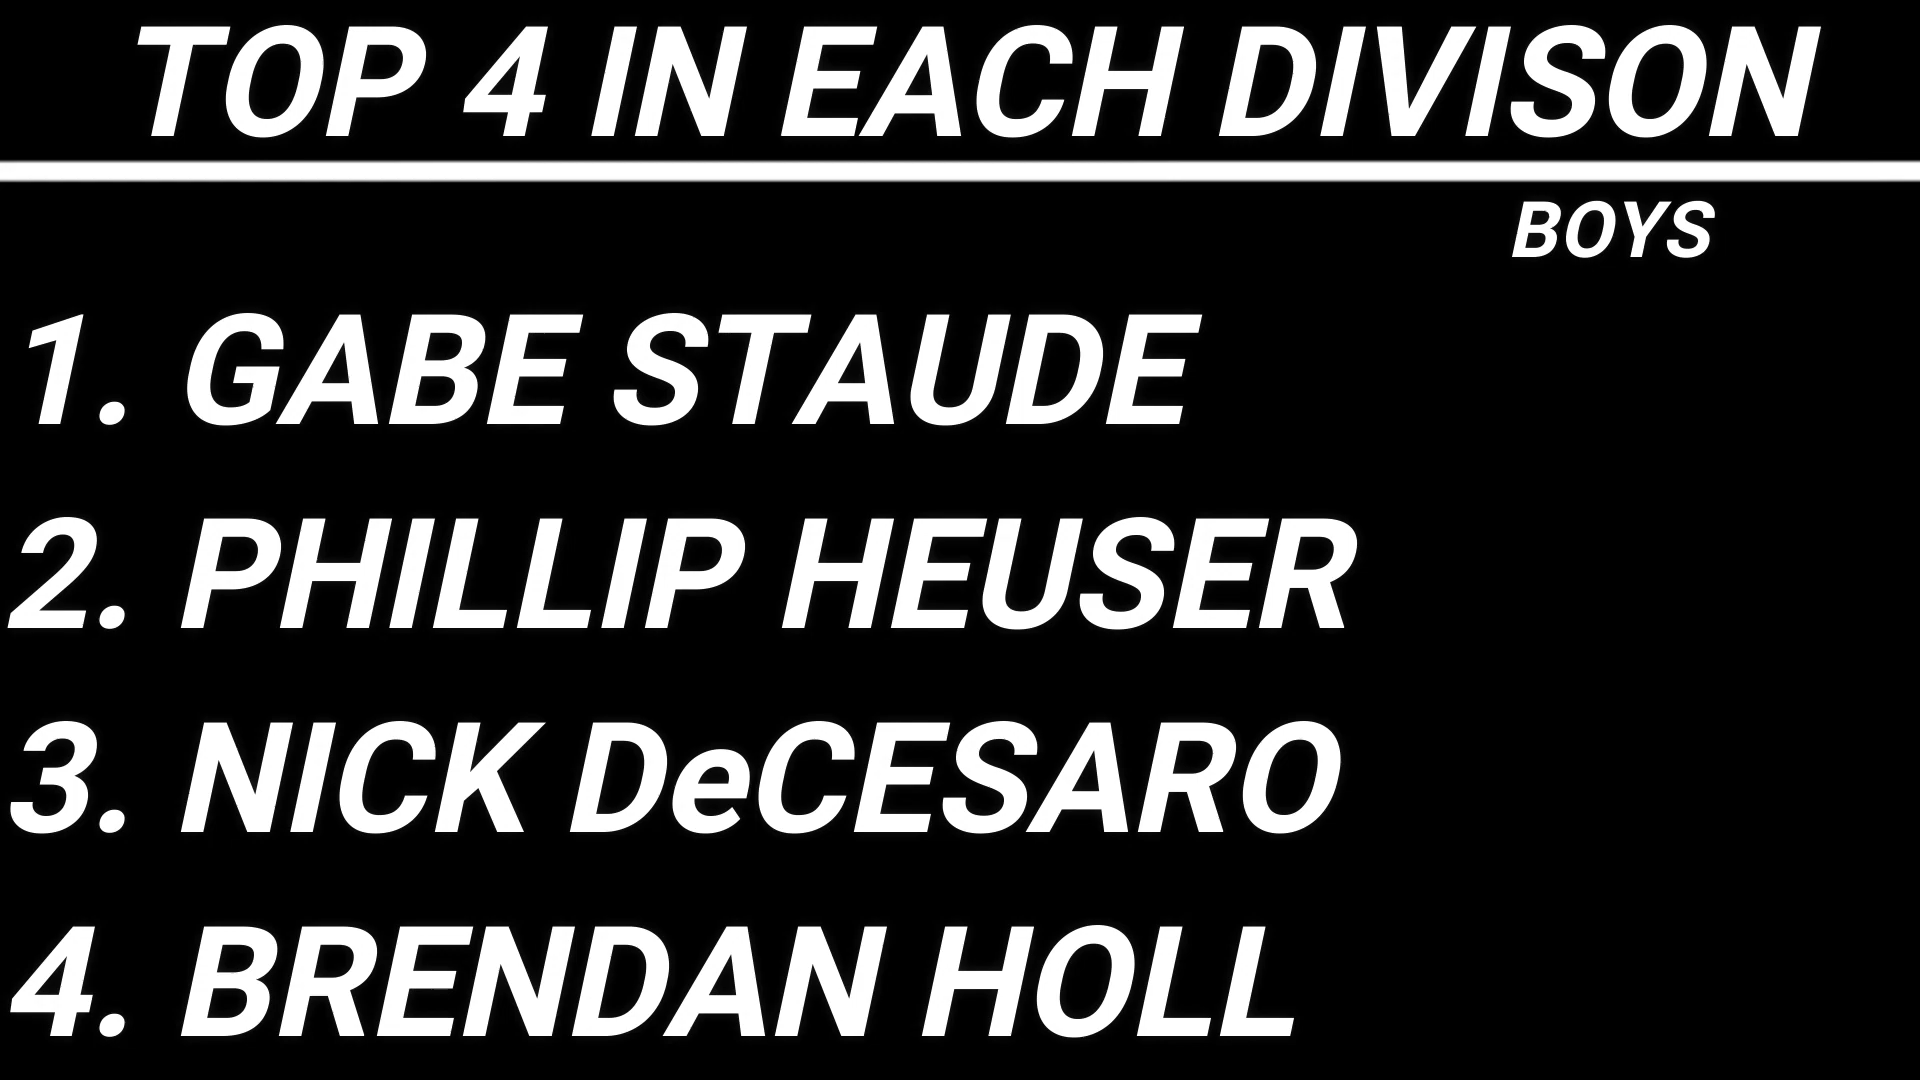 TOP 4 IN EACH DIVISON
BOYS
1. GABE STAUDE
2. PHILLIP HEUSER
3. NICK DeCESARO
4. BRENDAN HOLL